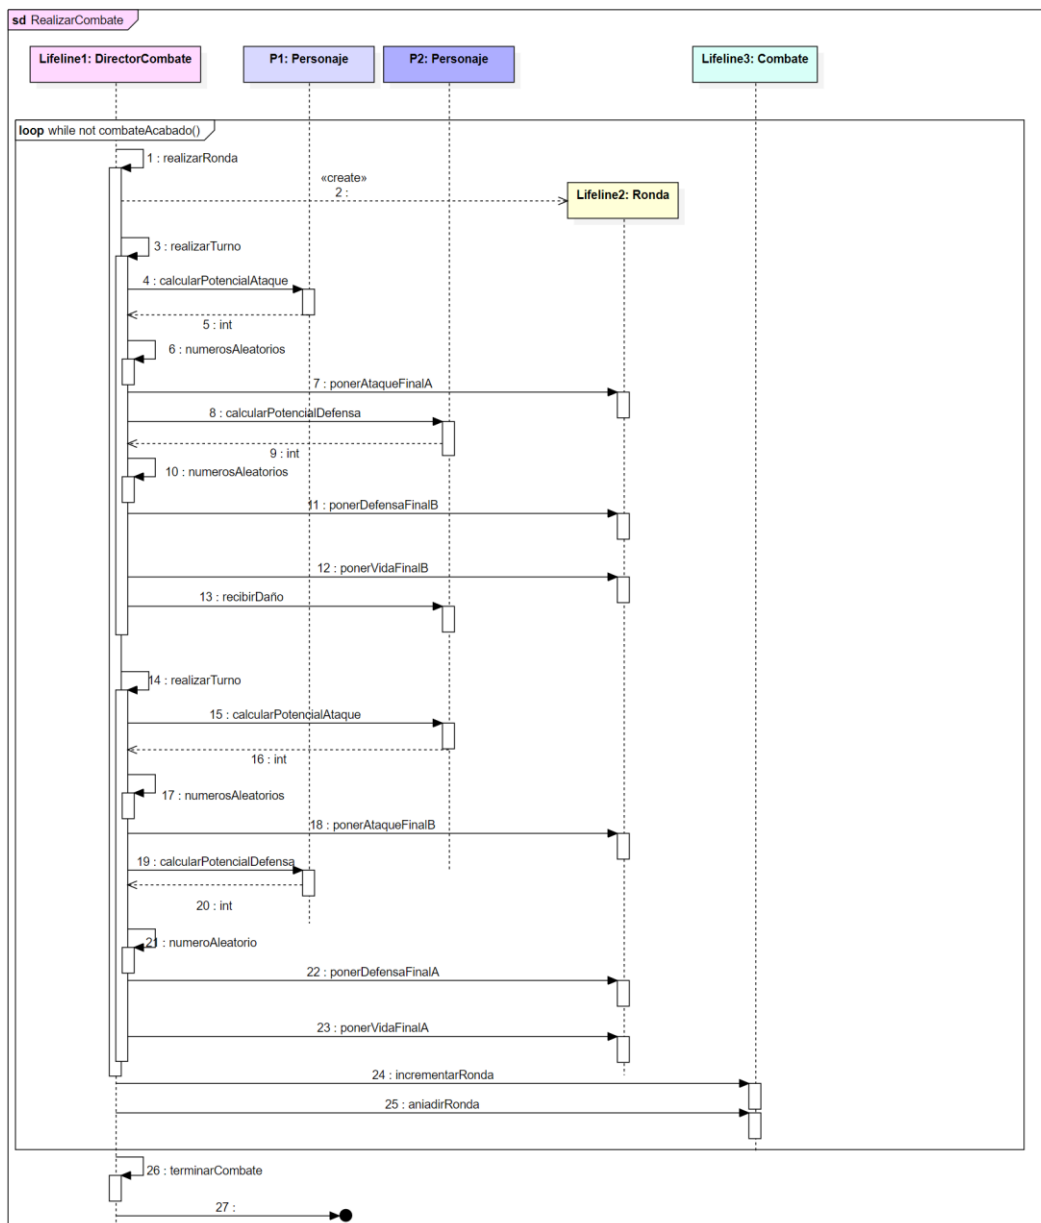 sd RealizarCombate
Lifeline1: DirectorCombate
P1: Personaje
P2: Personaje
Lifeline3: Combate
loop while not combateAcabado()
1 : realizarRonda
«create»
2 :
Lifeline2: Ronda
3 : realizarTurno
4 : calcularPotencialAtaque
5 : int
6 : numerosAleatorios
7 : ponerAtaqueFinalA
8 : calcularPotencialDefensa
9 : int
10 : numerosAleatorios
11 : ponerDefensaFinalB
12 : ponerVidaFinalB
13 : recibirDaño
14 : realizarTurno
15 : calcularPotencialAtaque
16 : int
17 : numerosAleatorios
18 : ponerAtaqueFinalB
19 : calcularPotencialDefensa
20 : int
21 : numeroAleatorio
22 : ponerDefensaFinalA
23 : ponerVidaFinalA
24 : incrementarRonda
25 : aniadirRonda
26 : terminarCombate
27 :